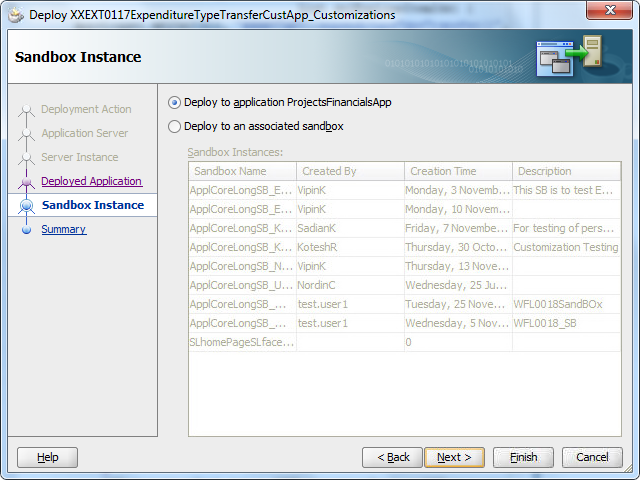 Deploy XXEXT0117ExpenditureTypeTransferCustApp_Customizations
Sandbox Instance
Deployment Action
Application Server
Server Instance
Deployed Application
Sandbox Instance
Summary
Deploy to application ProjectsFinancialsApp
Deploy to an associated sandbox
Sandbox Instances:
Sandbox Name Created By Creation Time Description
ApplCoreLongSB_E... VipinK Monday, 3 Novemb... This SB is to test E...
ApplCoreLongSB_E... VipinK Monday, 10 Novem...
ApplCoreLongSB_K... SadianK Friday, 7 Novembe... For testing of pers...
ApplCoreLongSB_K... KoteshR Thursday, 30 Octo... Customization Testing
ApplCoreLongSB_N... VipinK Thursday, 13 Nove...
ApplCoreLongSB_U... NordinC Wednesday, 25 Ju...
ApplCoreLongSB_... test.user1 Tuesday, 25 Nove... WFL0018SandBOx
ApplCoreLongSB_... test.user1 Wednesday, 5 Nov... WFL0018_SB
SLhomePageSLface... 0
Help < Back Next > Finish Cancel